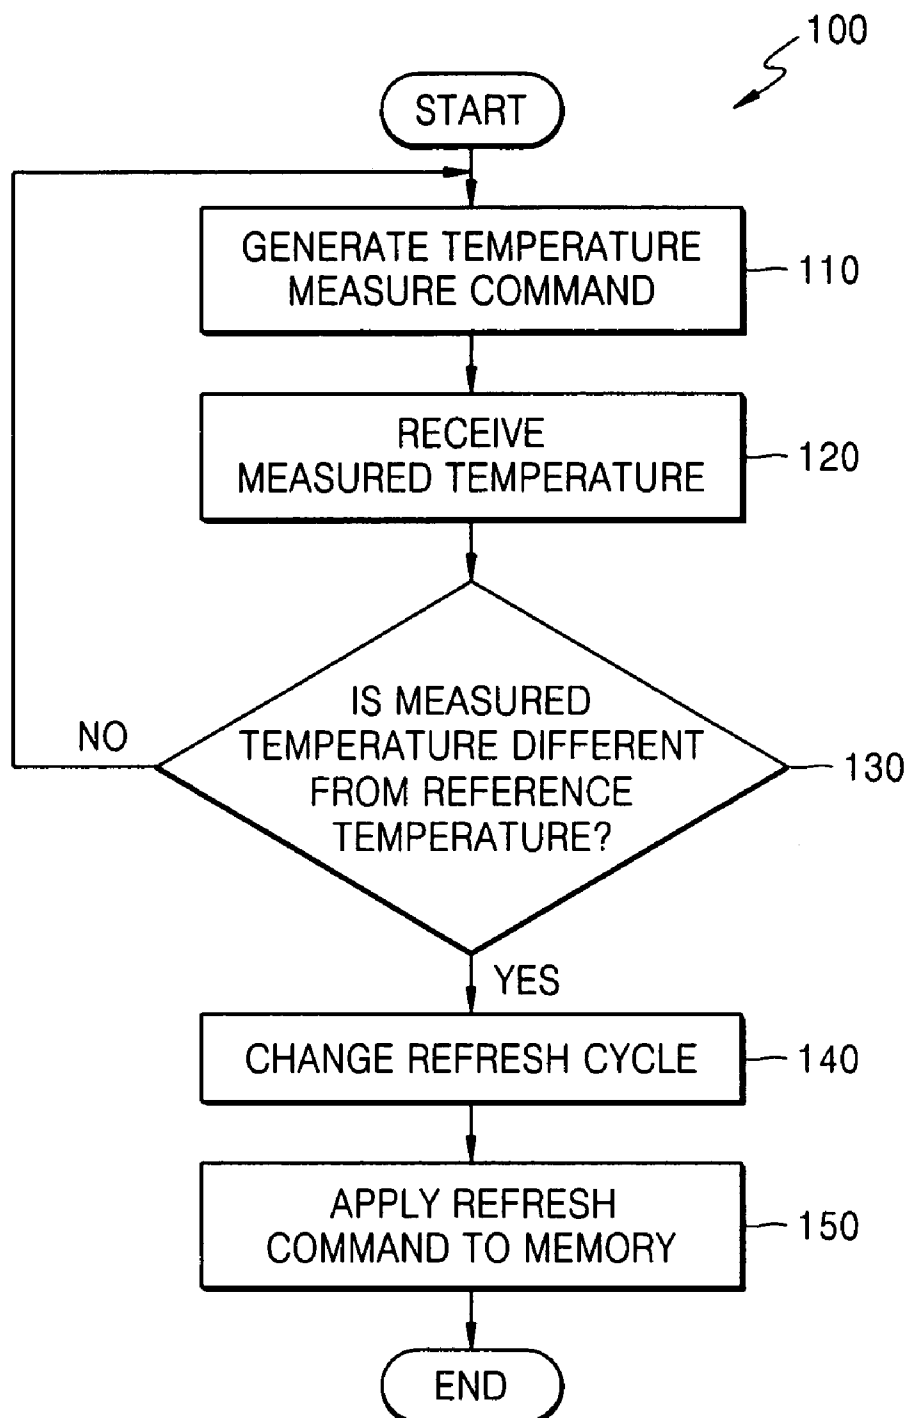 100
START
GENERATE TEMPERATURE
MEASURE COMMAND
110
RECEIVE
MEASURED TEMPERATURE
120
IS MEASURED
TEMPERATURE DIFFERENT
FROM REFERENCE
TEMPERATURE?
130
NO
YES
CHANGE REFRESH CYCLE
140
APPLY REFRESH
COMMAND TO MEMORY
150
END